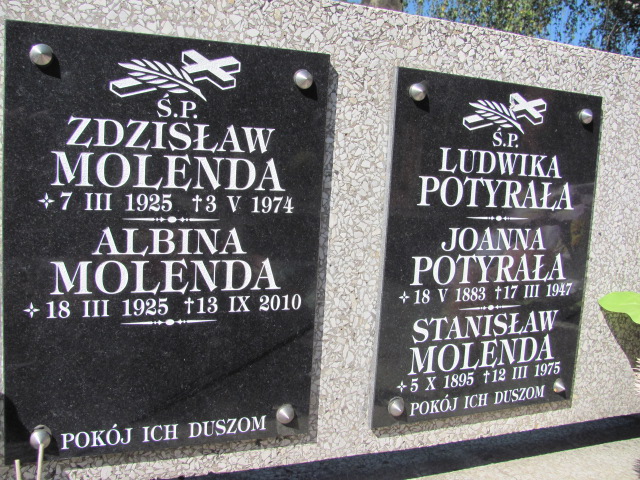 Ś.P.
ZDZISŁAW
MOLENDA
✧7 III 1925 †3 V 1974
ALBINA
MOLENDA
✧18 III 1925 †13 IX 2010
POKÓJ ICH DUSZOM
Ś.P.
LUDWIKA
POTYRAŁA
JOANNA
POTYRAŁA
✧18 V 1883 †17 III 1947
STANISŁAW
MOLENDA
✧5 X 1895 †12 III 1975
POKÓJ ICH DUSZOM